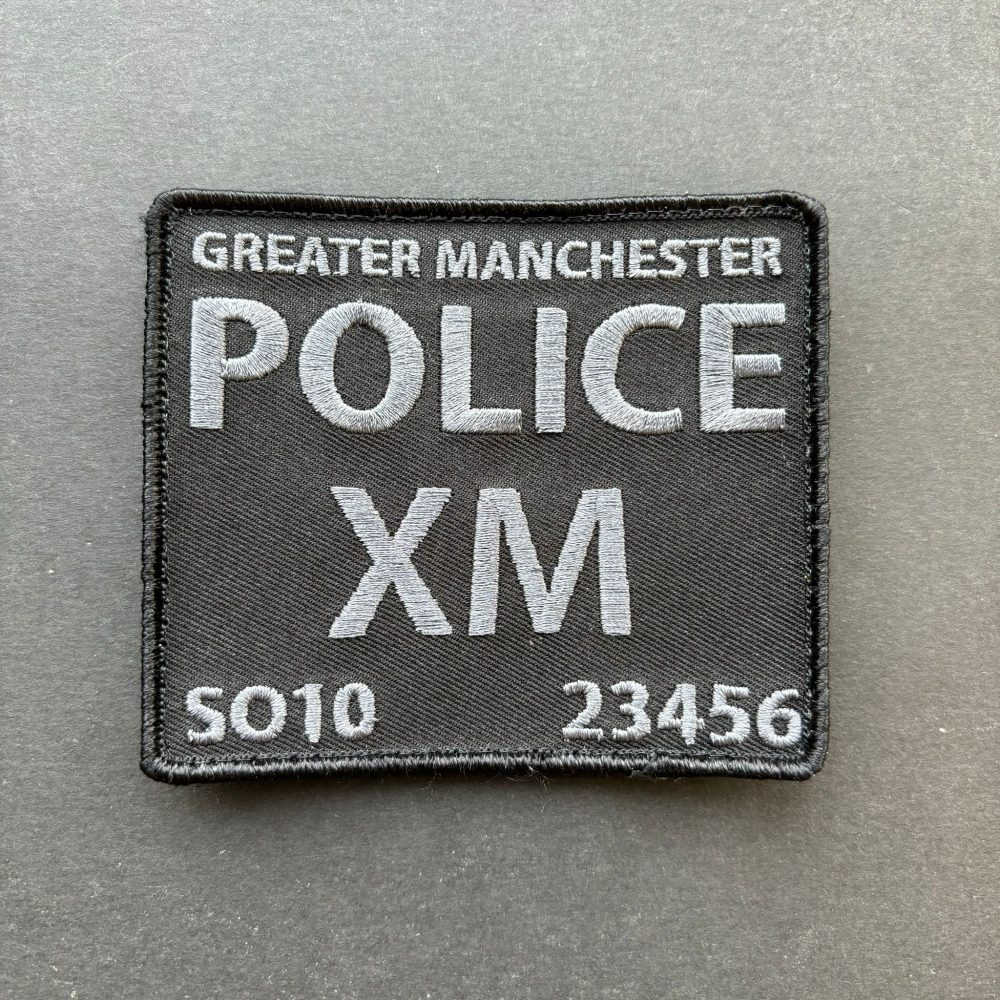 GREATER MANCHESTER
POLICE
XM
SO10 23456